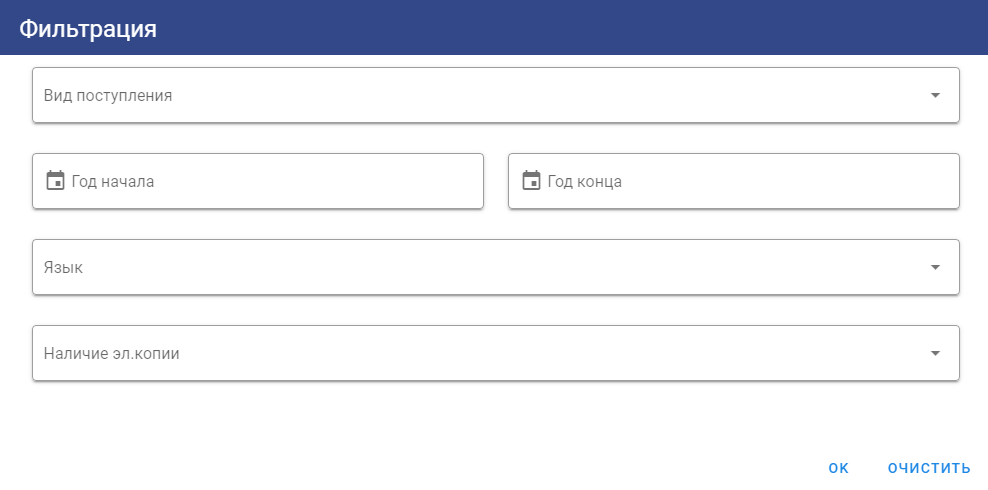 Фильтрация
Вид поступления
Год начала
Год конца
Язык
Наличие эл.копии
ОК
ОЧИСТИТЬ